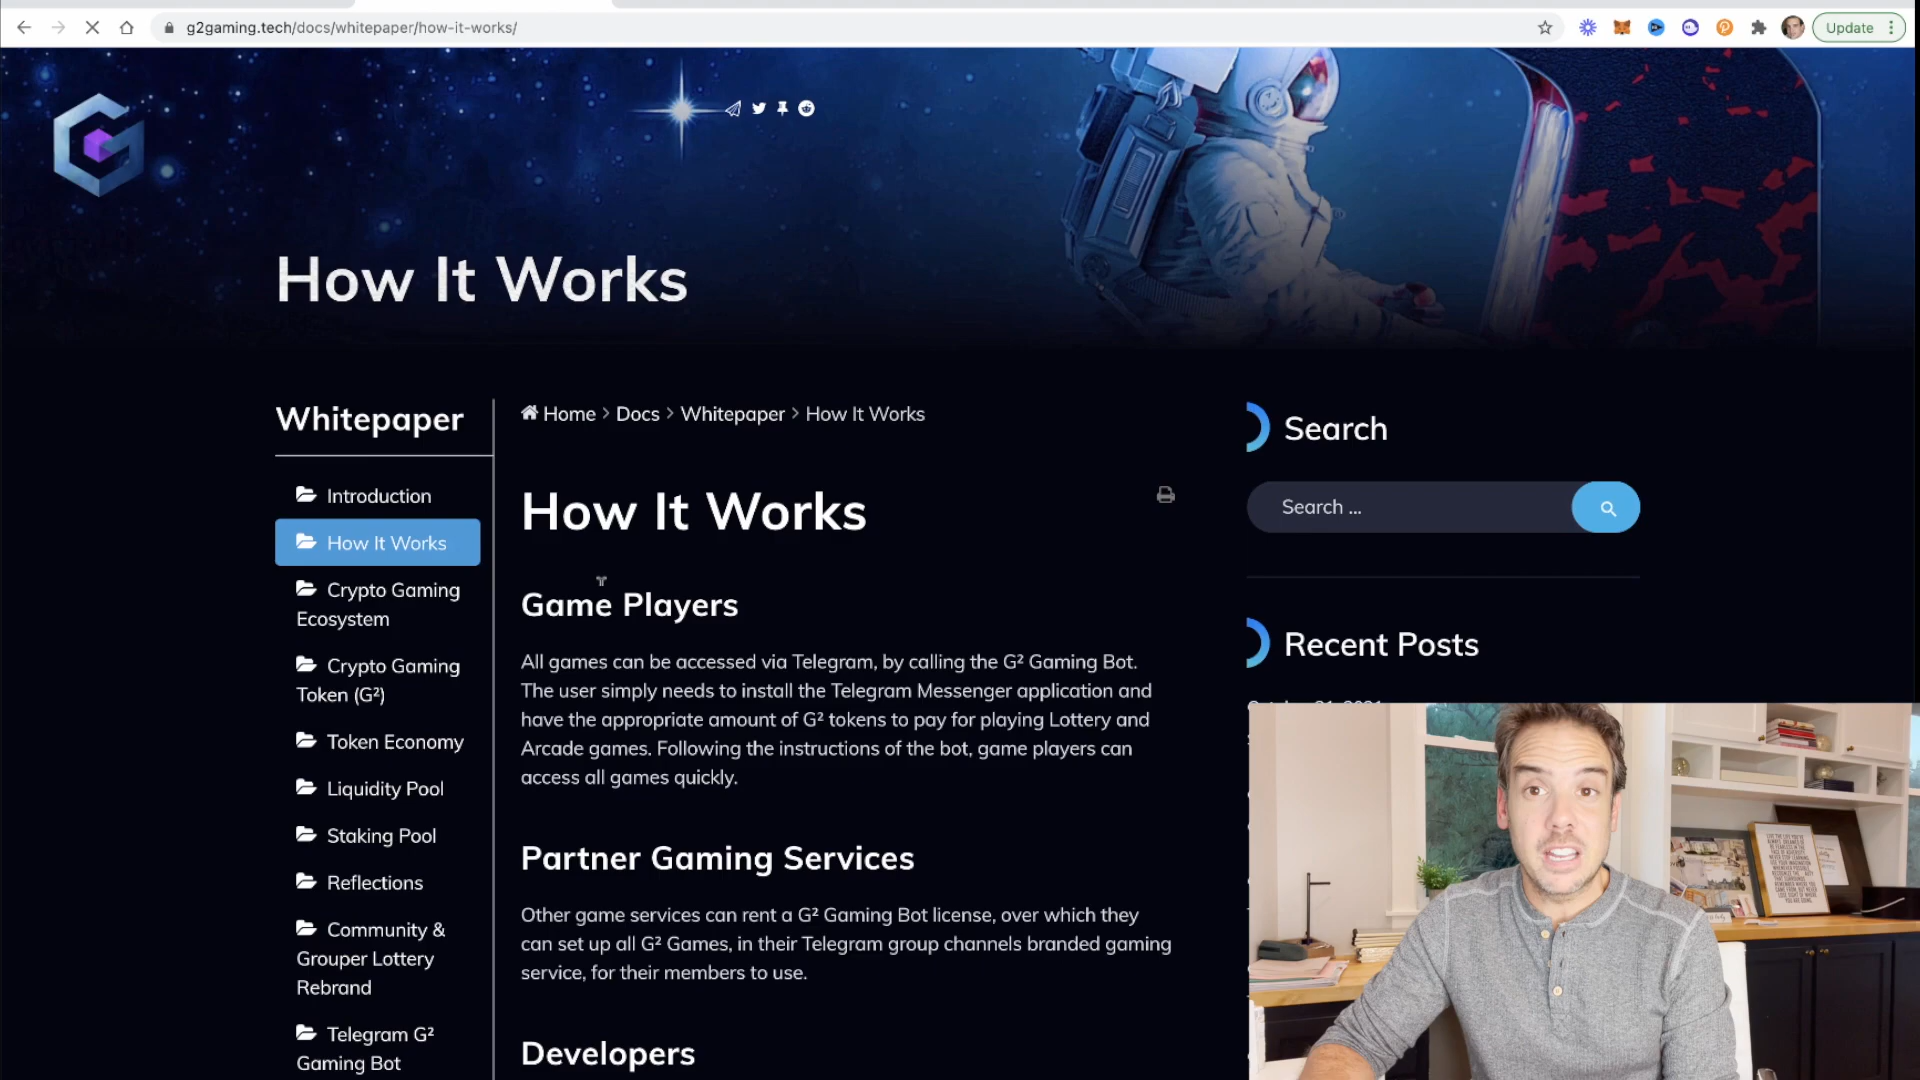 g2gaming.tech/docs/whitepaper/how-it-works/
Update
How It Works
Whitepaper
Introduction
How It Works
Crypto Gaming
Ecosystem
Crypto Gaming
Token (G²)
Token Economy
Liquidity Pool
Staking Pool
Reflections
Community &
Grouper Lottery
Rebrand
Telegram G²
Gaming Bot
Home > Docs > Whitepaper > How It Works
How It Works
Game Players
All games can be accessed via Telegram, by calling the G² Gaming Bot.
The user simply needs to install the Telegram Messenger application and
have the appropriate amount of G² tokens to pay for playing Lottery and
Arcade games. Following the instructions of the bot, game players can
access all games quickly.
Partner Gaming Services
Other game services can rent a G² Gaming Bot license, over which they
can set up all G² Games, in their Telegram group channels branded gaming
service, for their members to use.
Developers
Search
Search ...
Recent Posts